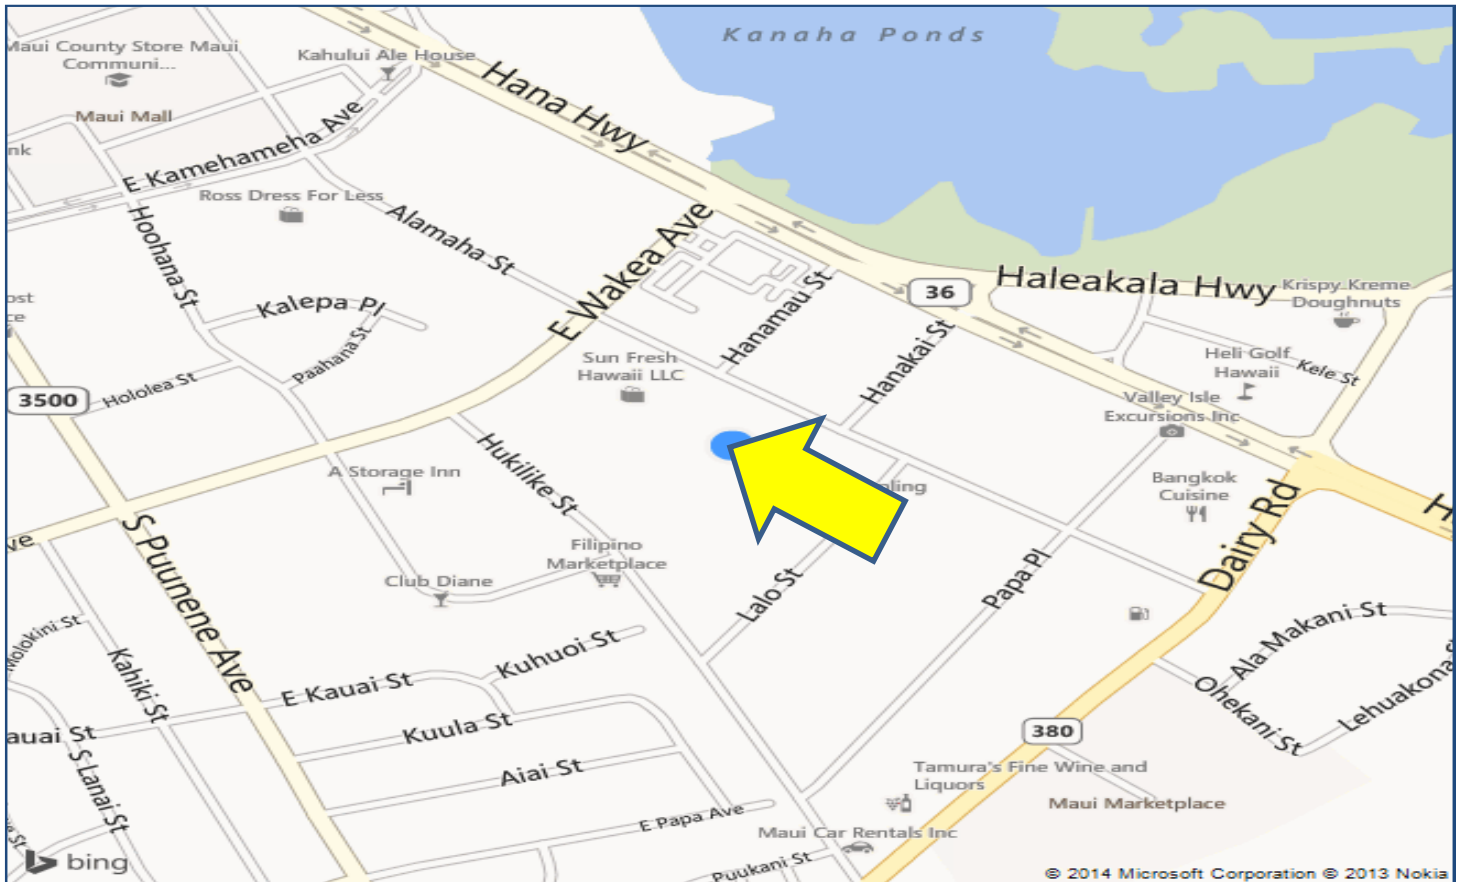 Kanaha Ponds
Maui County Store Maui
Communi...
Kahului Ale House
Maui Mall
Hana Hwy
nk
E Kamehameha Ave
Ross Dress For Less
Hoohana St
Alamaha St
E Wakea Ave
Haleakala Hwy
36
Krispy Kreme
Doughnuts
ost
ce
Kalepa Pl
Paahana St
Hanamau St
Hanakai St
Sun Fresh
Hawaii LLC
Heli Golf
Hawaii
Kele St
3500
Hololea St
Valley Isle
Excursions Inc
A Storage Inn
Hukilike St
aling
Bangkok
Cuisine
H
Dairy Rd
ve
S Puunene Ave
Filipino
Marketplace
Club Diane
Lalo St
Papa Pl
Molokini St
Kahiki St
Kuhuoi St
E Kauai St
Ala Makani St
Ohekani St
Lehuakona S
auai St
Kuula St
380
S Lanai St
Aiai St
Tamura's Fine Wine and
Liquors
Maui Marketplace
E Papa Ave
Maui Car Rentals Inc
Puukani St
bing
© 2014 Microsoft Corporation © 2013 Nokia